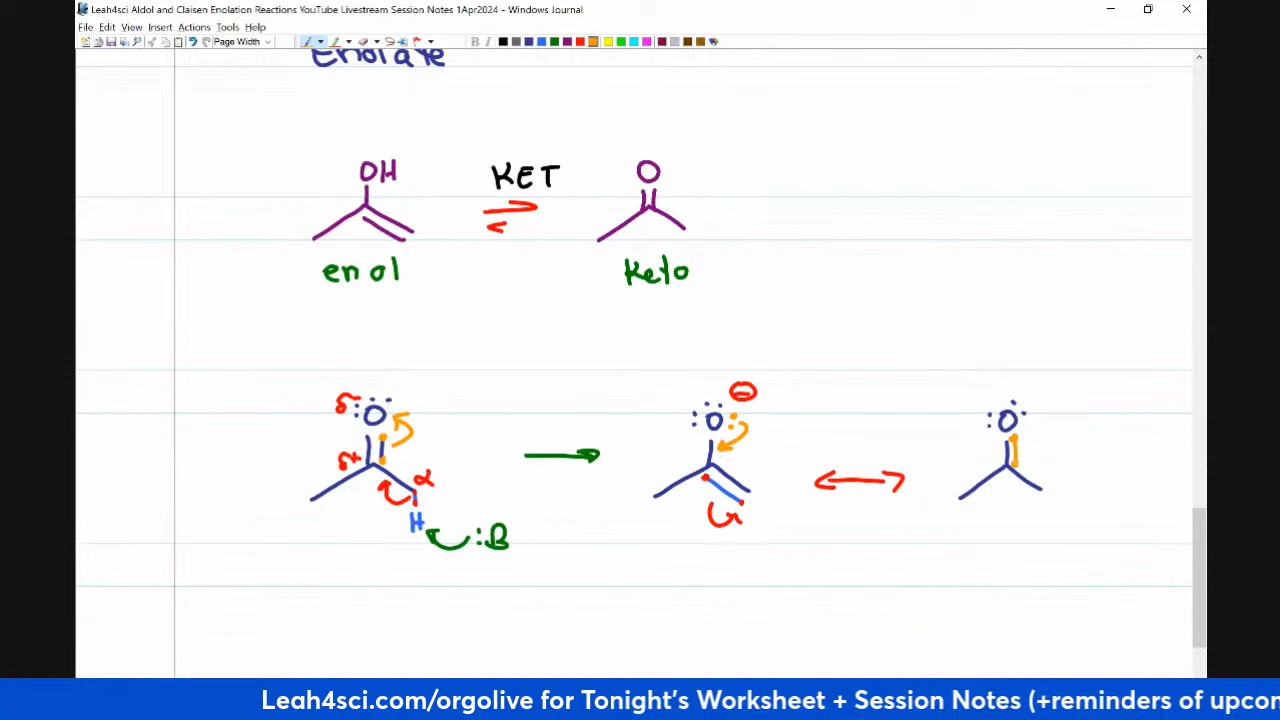 Leah4sci Aldol and Claisen Enolation Reactions YouTube Livestream Session Notes 1Apr2024 - Windows Journal
File Edit View Insert Actions Tools Help
Page Width
B I
Enolate
OH
KET
O
enol
Keto
δ- :O:
:O: ⊖
:O:
δ+
α
H
:B
Leah4sci.com/orgolive for Tonight's Worksheet + Session Notes (+reminders of upcor